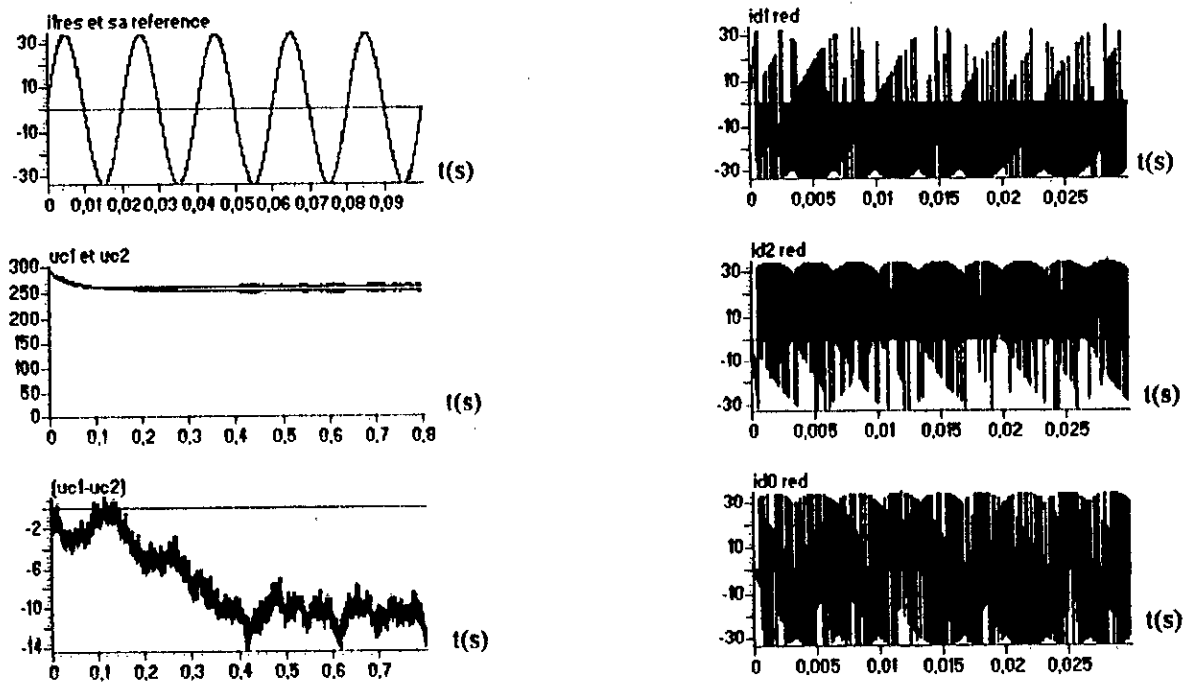 i1res et sa reference
30
10
-10
-30
0 0,01 0,02 0,03 0,04 0,05 0,06 0,07 0,08 0,09
t(s)
uc1 et uc2
300
250
200
150
100
50
0
0 0,1 0,2 0,3 0,4 0,5 0,6 0,7 0,8
t(s)
(uc1-uc2)
-2
-6
-10
-14
0 0,1 0,2 0,3 0,4 0,5 0,6 0,7
t(s)
id1 red
30
10
-10
-30
0 0,005 0,01 0,015 0,02 0,025
t(s)
id2 red
30
10
-10
-30
0 0,005 0,01 0,015 0,02 0,025
t(s)
id0 red
30
10
-10
-30
0 0,005 0,01 0,015 0,02 0,025
t(s)